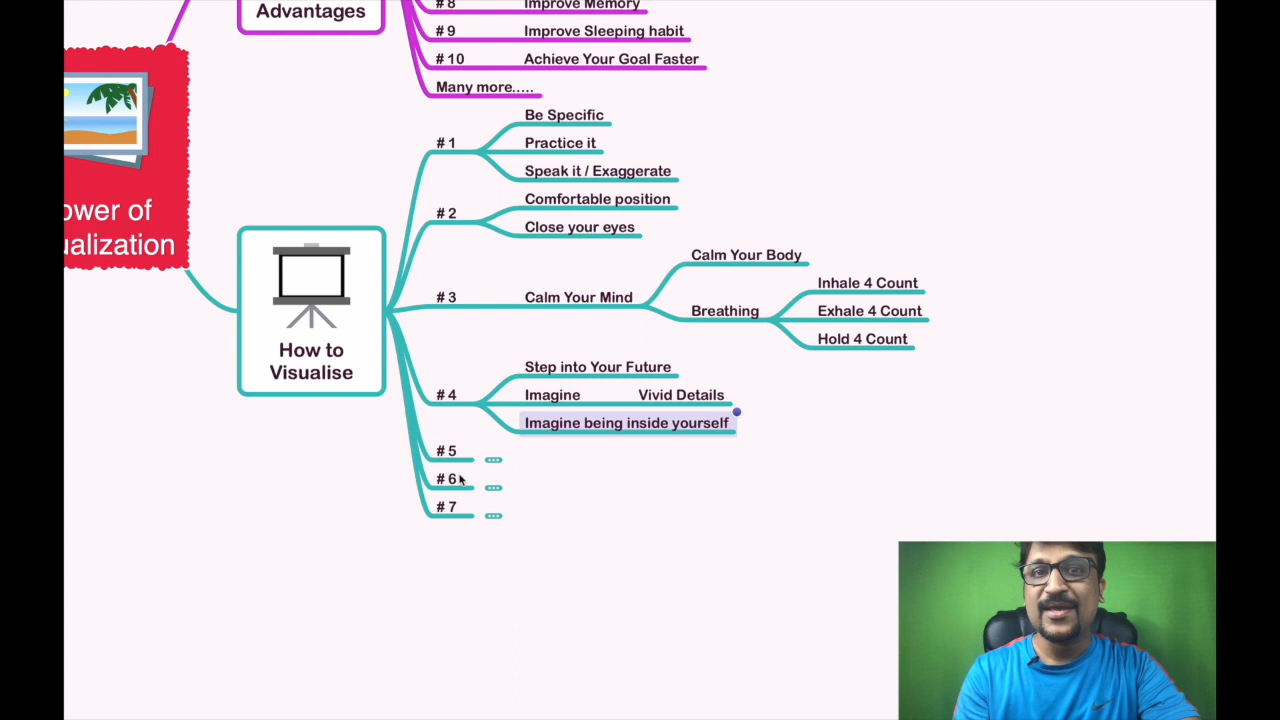 Advantages
# 8 Improve Memory
# 9 Improve Sleeping habit
# 10 Achieve Your Goal Faster
Many more.....
ower of
ualization
How to
Visualise
# 1
Be Specific
Practice it
Speak it / Exaggerate
# 2
Comfortable position
Close your eyes
# 3 Calm Your Mind
Calm Your Body
Breathing
Inhale 4 Count
Exhale 4 Count
Hold 4 Count
# 4
Step into Your Future
Imagine Vivid Details
Imagine being inside yourself
# 5
# 6
# 7